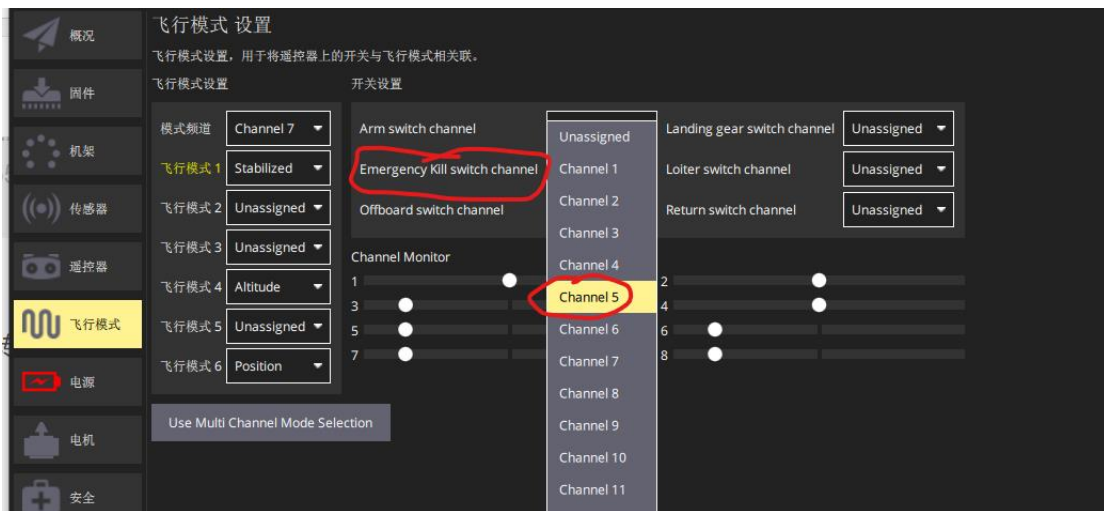 飞行模式 设置
飞行模式设置，用于将遥控器上的开关与飞行模式相关联。
概况
固件
机架
传感器
遥控器
飞行模式
电源
电机
安全
飞行模式设置
模式频道 Channel 7
飞行模式 1 Stabilized
飞行模式 2 Unassigned
飞行模式 3 Unassigned
飞行模式 4 Altitude
飞行模式 5 Unassigned
飞行模式 6 Position
Use Multi Channel Mode Selection
开关设置
Arm switch channel
Emergency Kill switch channel
Offboard switch channel
Unassigned
Channel 1
Channel 2
Channel 3
Channel 4
Channel 5
Channel 6
Channel 7
Channel 8
Channel 9
Channel 10
Channel 11
Landing gear switch channel Unassigned
Loiter switch channel Unassigned
Return switch channel Unassigned
Channel Monitor
1 2
3 4
5 6
7 8